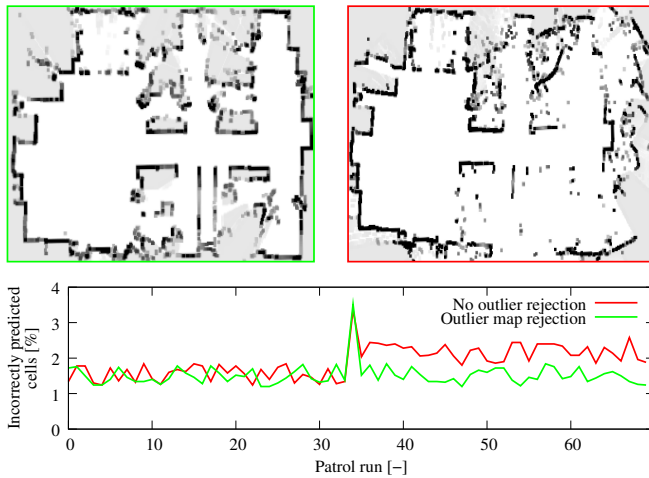 4
3
2
1
0
Incorrectly predicted
cells [%]
No outlier rejection
Outlier map rejection
0 10 20 30 40 50 60
Patrol run [−]